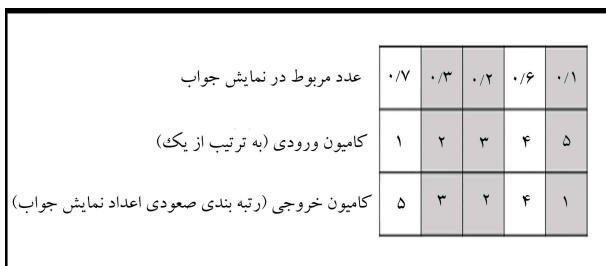 عدد مربوط در نمایش جواب ۰/۷ ۰/۳ ۰/۲ ۰/۶ ۰/۱
کامیون ورودی (به ترتیب از یک) ۱ ۲ ۳ ۴ ۵
کامیون خروجی (رتبه بندی صعودی اعداد نمایش جواب) ۵ ۳ ۲ ۴ ۱